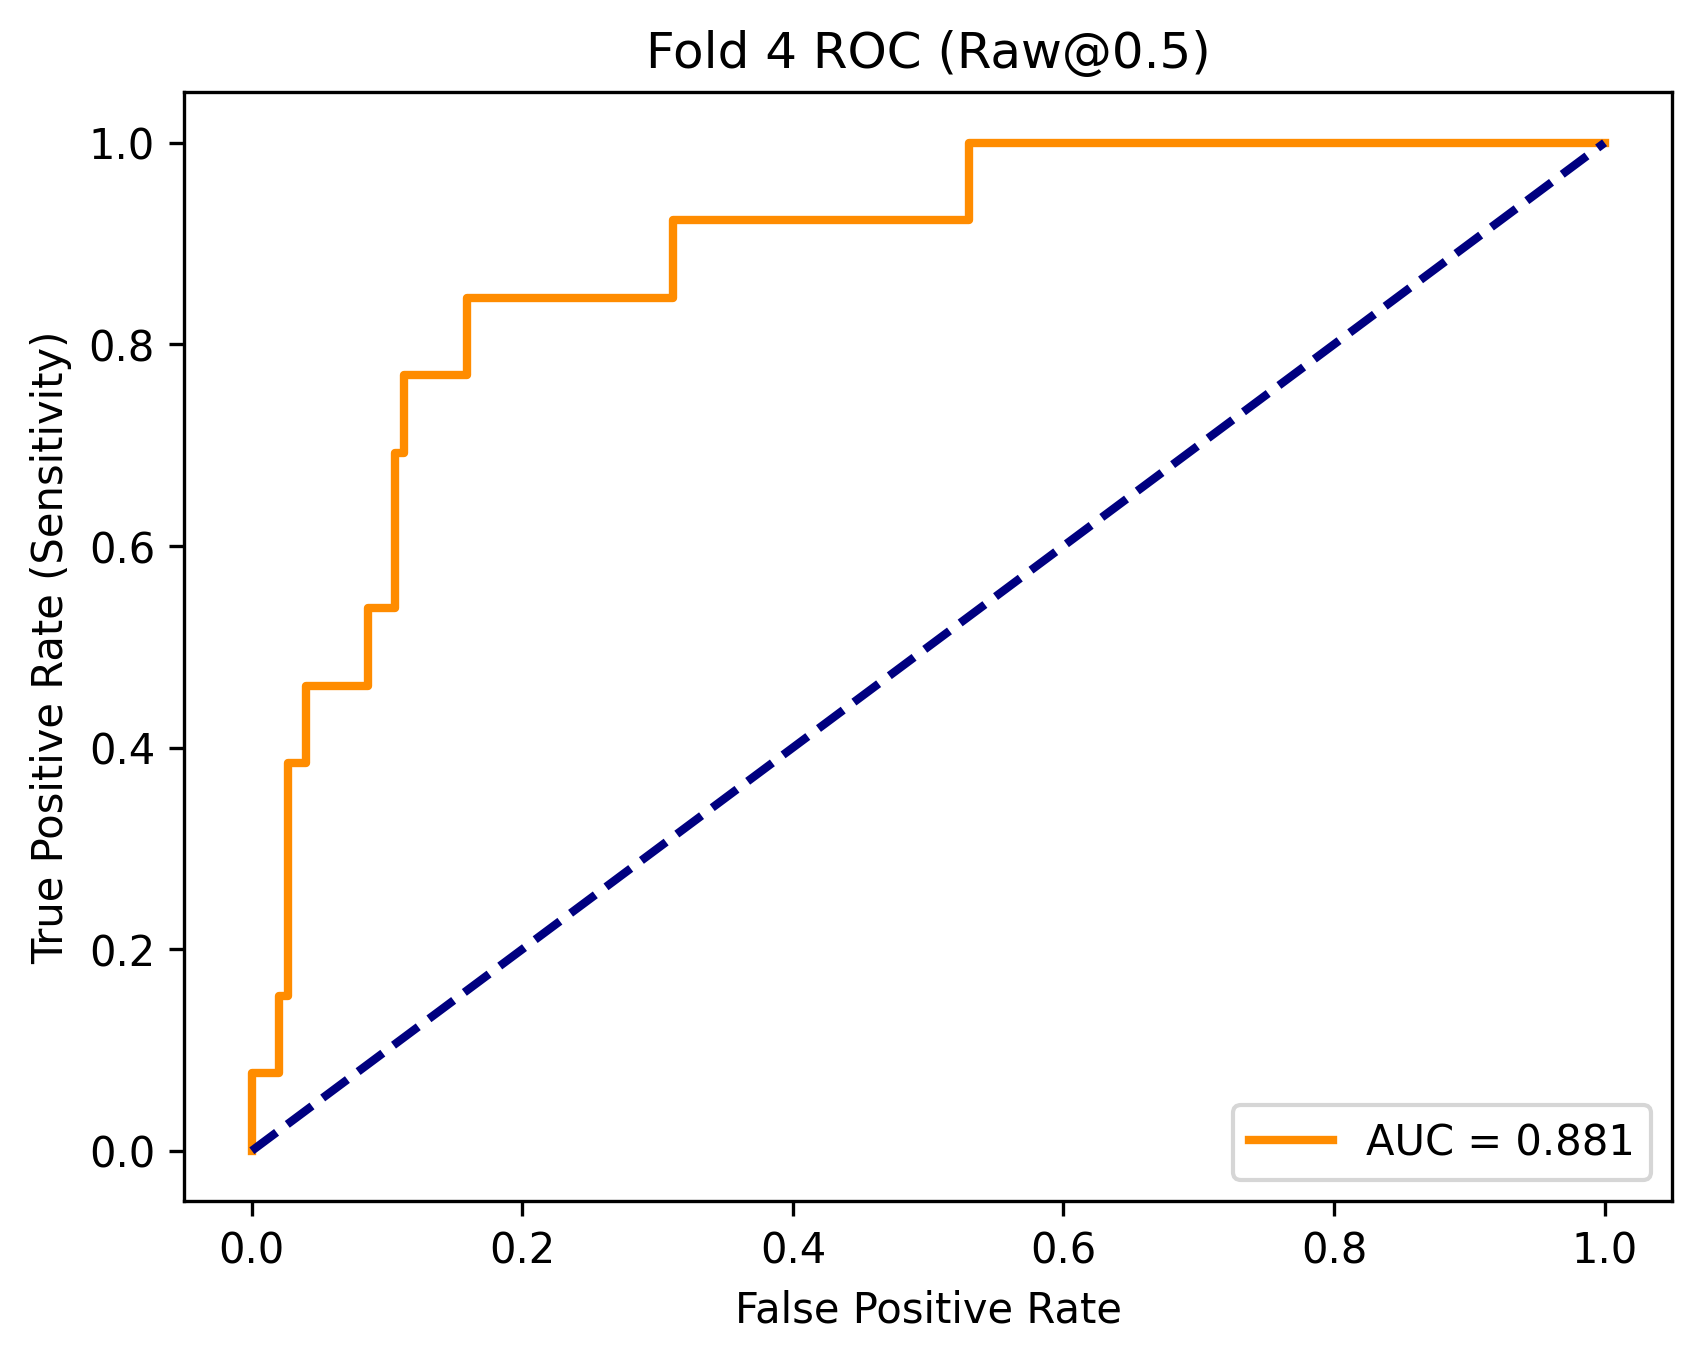 Fold 4 ROC (Raw@0.5)
True Positive Rate (Sensitivity)
1.0
0.8
0.6
0.4
0.2
0.0
AUC = 0.881
0.0 0.2 0.4 0.6 0.8 1.0
False Positive Rate